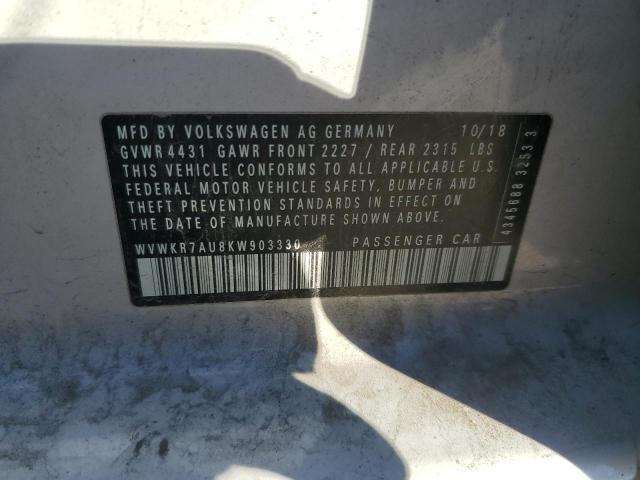 MFD BY VOLKSWAGEN AG GERMANY 10/18
GVWR 4431 GAWR FRONT 2227 / REAR 2315 LBS
THIS VEHICLE CONFORMS TO ALL APPLICABLE U.S.
FEDERAL MOTOR VEHICLE SAFETY, BUMPER AND
THEFT PREVENTION STANDARDS IN EFFECT ON
THE DATE OF MANUFACTURE SHOWN ABOVE.
WVWKR7AU8KW903330 PASSENGER CAR
4345688 3253 3